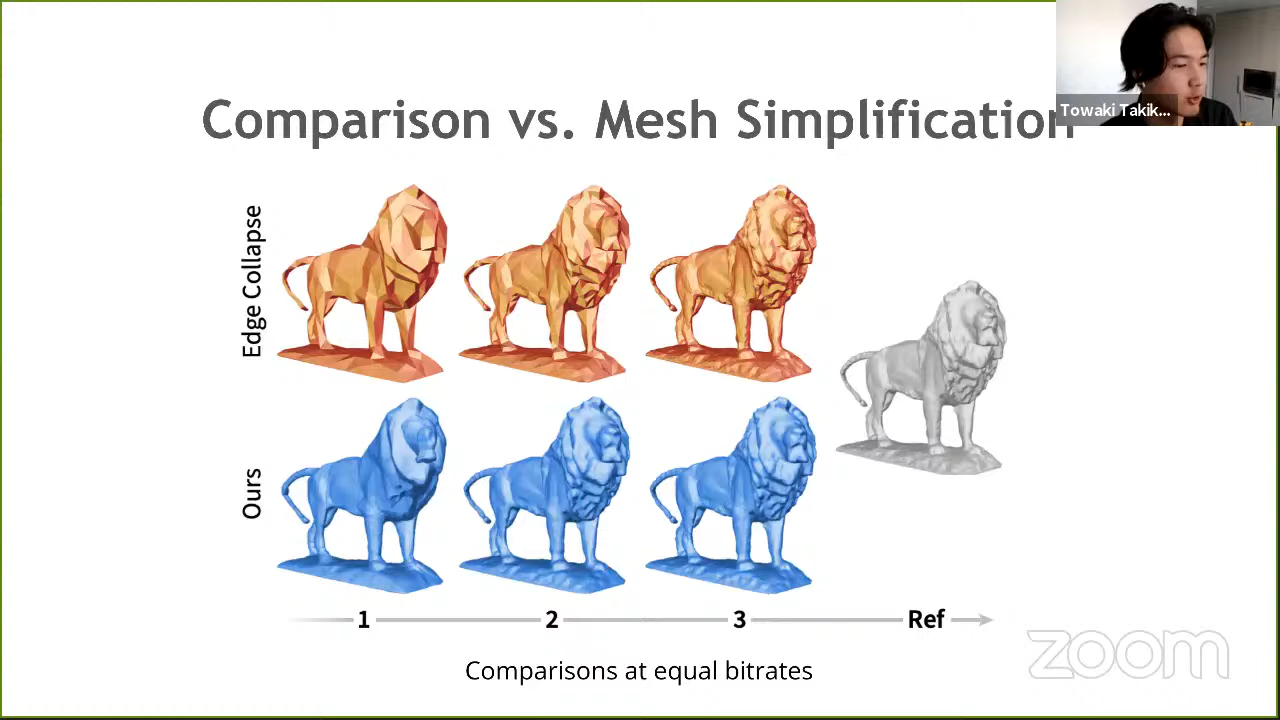 Towaki Takik...
Comparison vs. Mesh Simplification
Edge Collapse
Ours
1 2 3 Ref
Comparisons at equal bitrates
zoom